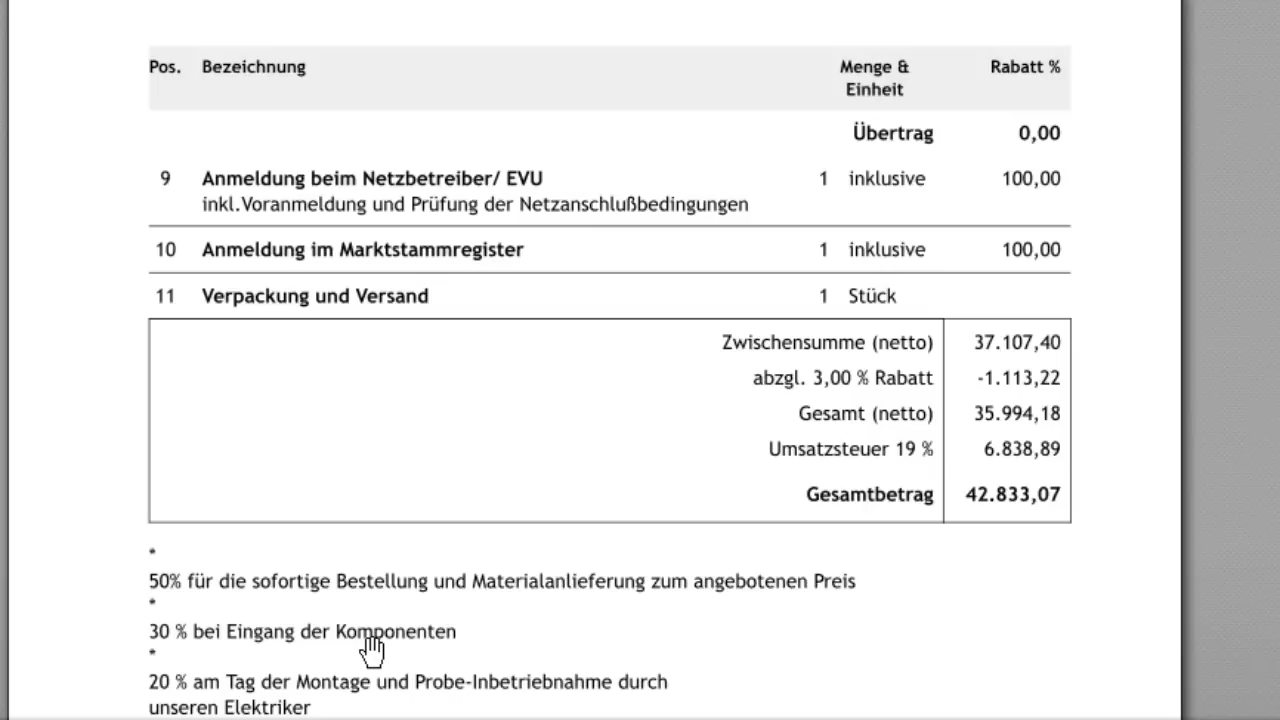 Pos. Bezeichnung Menge & Rabatt %
Einheit
Übertrag 0,00
9 Anmeldung beim Netzbetreiber/ EVU 1 inklusive 100,00
inkl.Voranmeldung und Prüfung der Netzanschlußbedingungen
10 Anmeldung im Marktstammregister 1 inklusive 100,00
11 Verpackung und Versand 1 Stück
Zwischensumme (netto) 37.107,40
abzgl. 3,00 % Rabatt -1.113,22
Gesamt (netto) 35.994,18
Umsatzsteuer 19 % 6.838,89
Gesamtbetrag 42.833,07
*
50% für die sofortige Bestellung und Materialanlieferung zum angebotenen Preis
*
30 % bei Eingang der Komponenten
*
20 % am Tag der Montage und Probe-Inbetriebnahme durch
unseren Elektriker